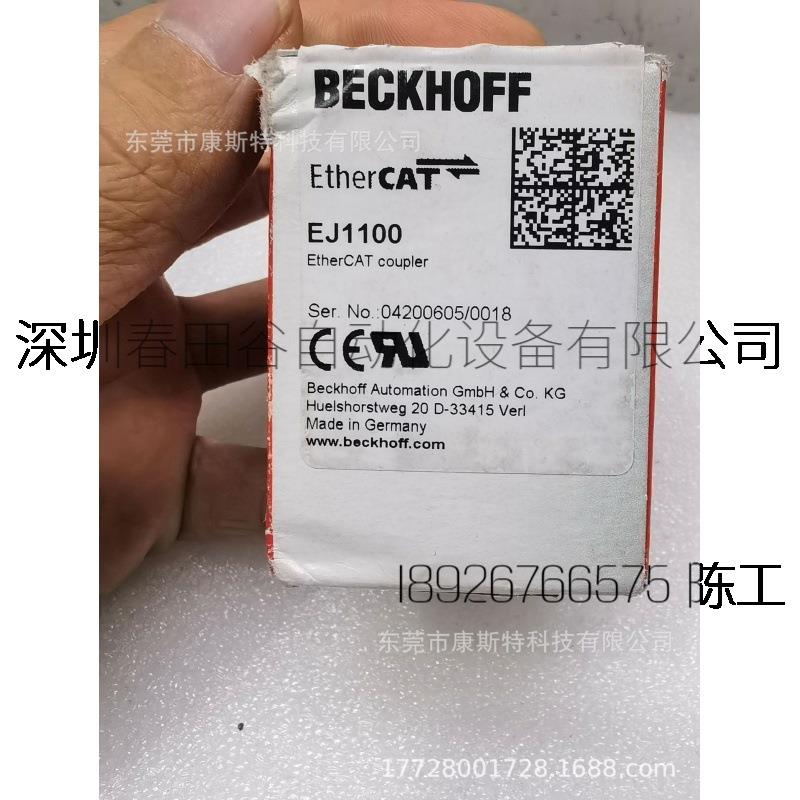 BECKHOFF
东莞市康斯特科技有限公司
EtherCAT
EJ1100
EtherCAT coupler
Ser. No.:04200605/0018
深圳春田谷自动化设备有限公司
CE RU
Beckhoff Automation GmbH & Co. KG
Huelshorstweg 20 D-33415 Verl
Made in Germany
www.beckhoff.com
18926766575 陈工
东莞市康斯特科技有限公司
17728001728.1688.com